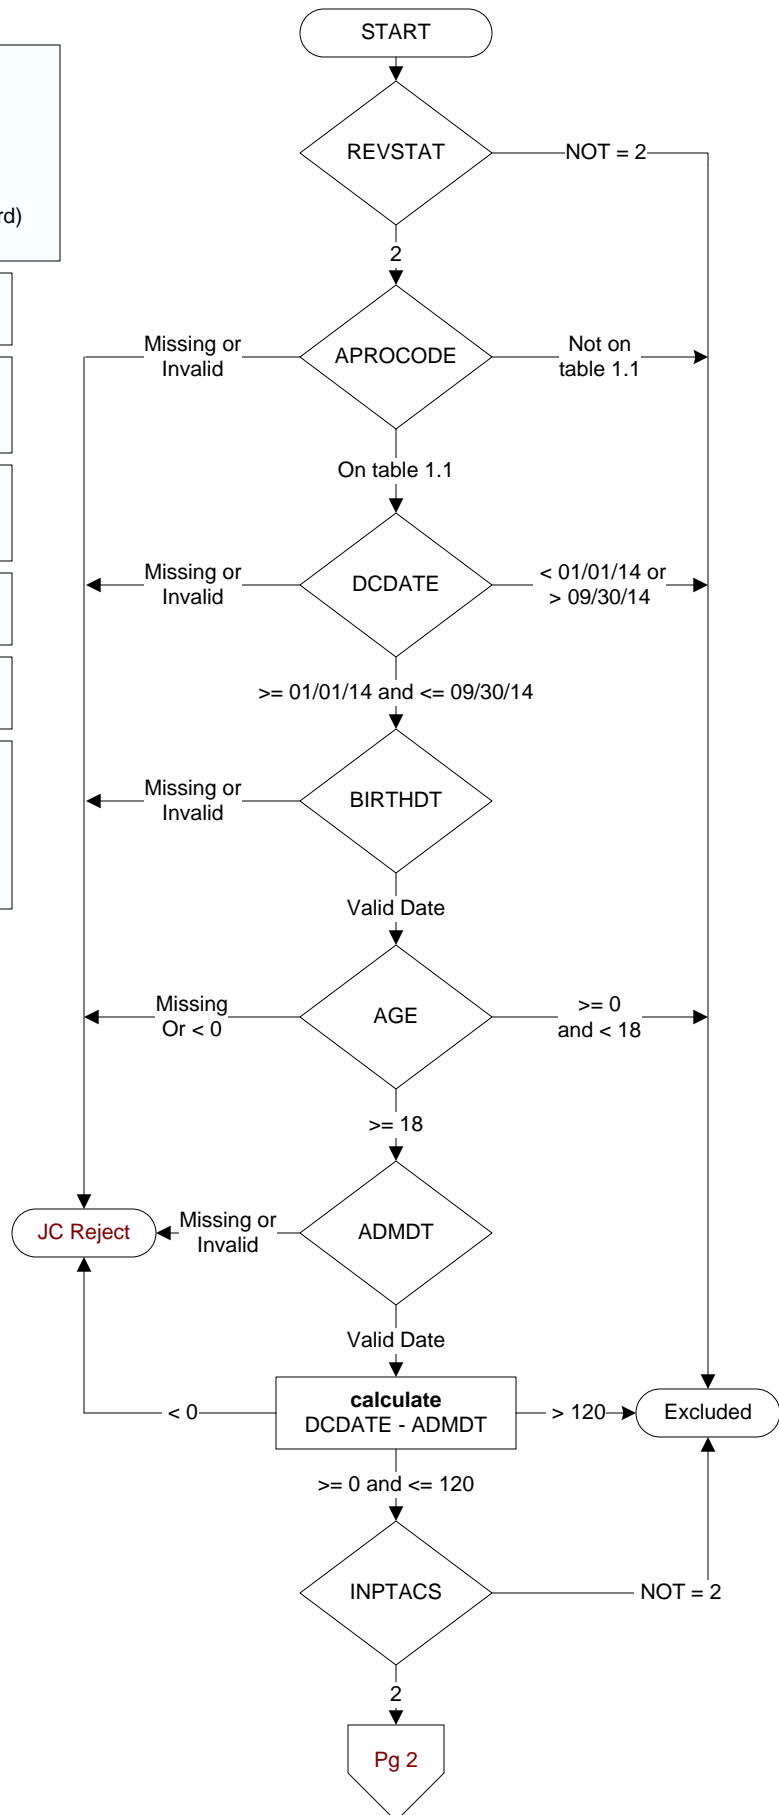 START
REVSTAT
NOT = 2
rd)
2
Missing or
Invalid
APROCODE
Not on
table 1.1
On table 1.1
Missing or
Invalid
DCDATE
< 01/01/14 or
> 09/30/14
>= 01/01/14 and <= 09/30/14
Missing or
Invalid
BIRTHDT
Valid Date
Missing
Or < 0
AGE
>= 0
and < 18
>= 18
JC Reject
Missing or
Invalid
ADMDT
Valid Date
< 0
calculate
DCDATE - ADMDT
> 120
Excluded
>= 0 and <= 120
INPTACS
NOT = 2
2
Pg 2